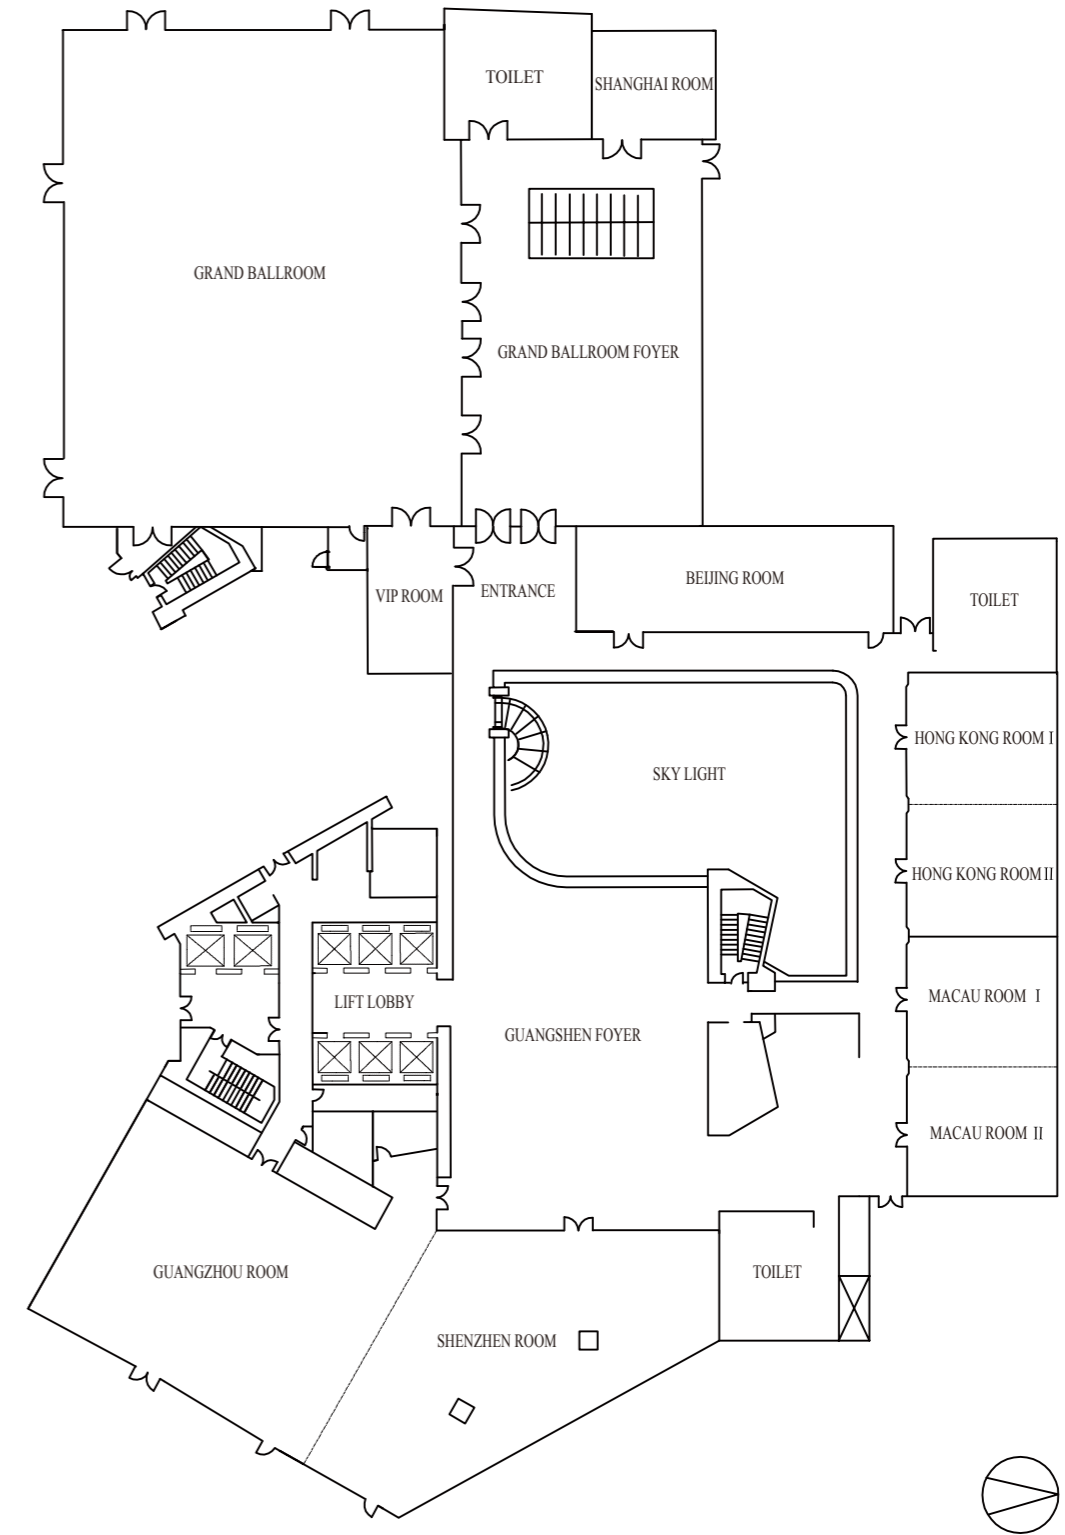 TOILET
SHANGHAI ROOM
GRAND BALLROOM
GRAND BALLROOM FOYER
BEIJING ROOM
VIP ROOM
ENTRANCE
TOILET
HONG KONG ROOM I
SKY LIGHT
HONG KONG ROOM II
MACAU ROOM I
LIFT LOBBY
GUANGSHEN FOYER
MACAU ROOM II
GUANGZHOU ROOM
TOILET
SHENZHEN ROOM